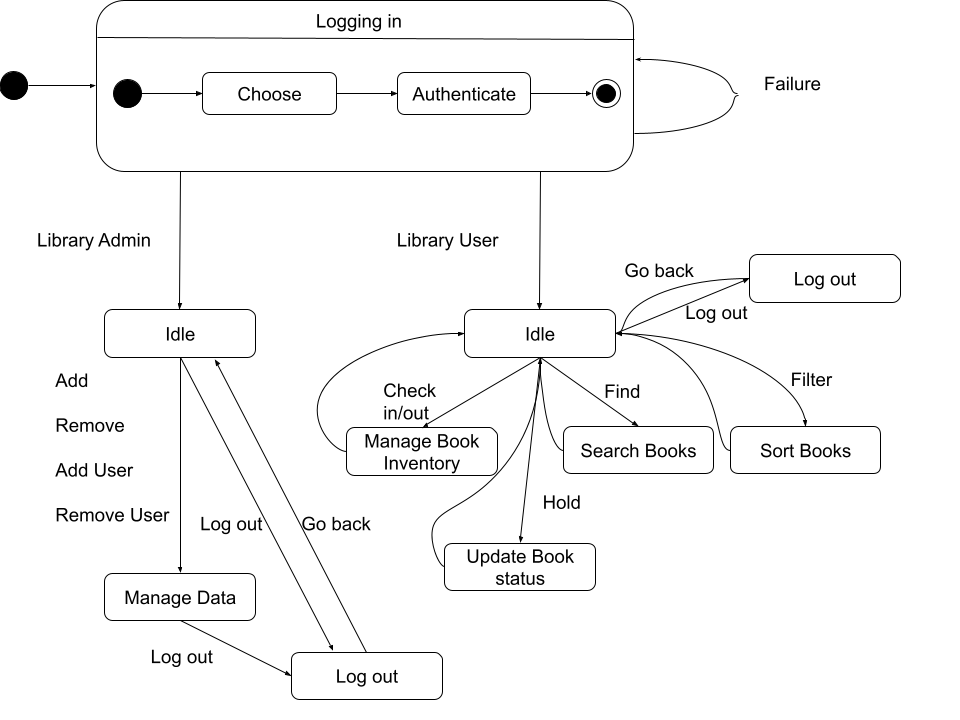 Logging in
Choose
Authenticate
Failure
Library Admin
Library User
Go back
Log out
Log out
Idle
Idle
Add
Remove
Add User
Remove User
Check
in/out
Find
Filter
Manage Book
Inventory
Search Books
Sort Books
Hold
Log out
Go back
Update Book
status
Manage Data
Log out
Log out